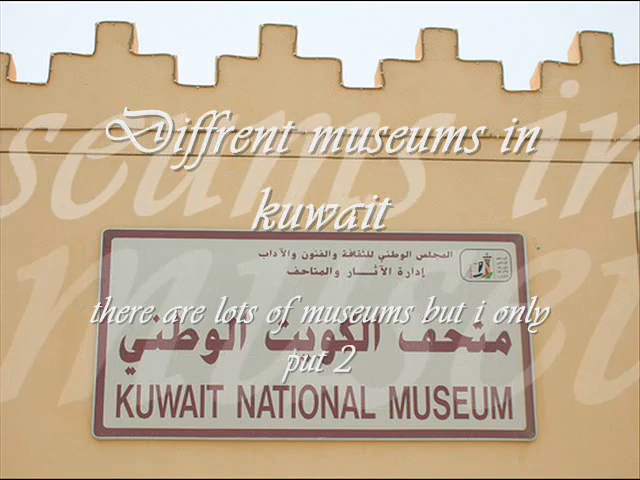 Diffrent museums in
kuwait
المجلس الوطني للثقافة والفنون والآداب
إدارة الآثـــار والمتاحف
there are lots of museums but i only
put 2
متحف الكويت الوطني
KUWAIT NATIONAL MUSEUM